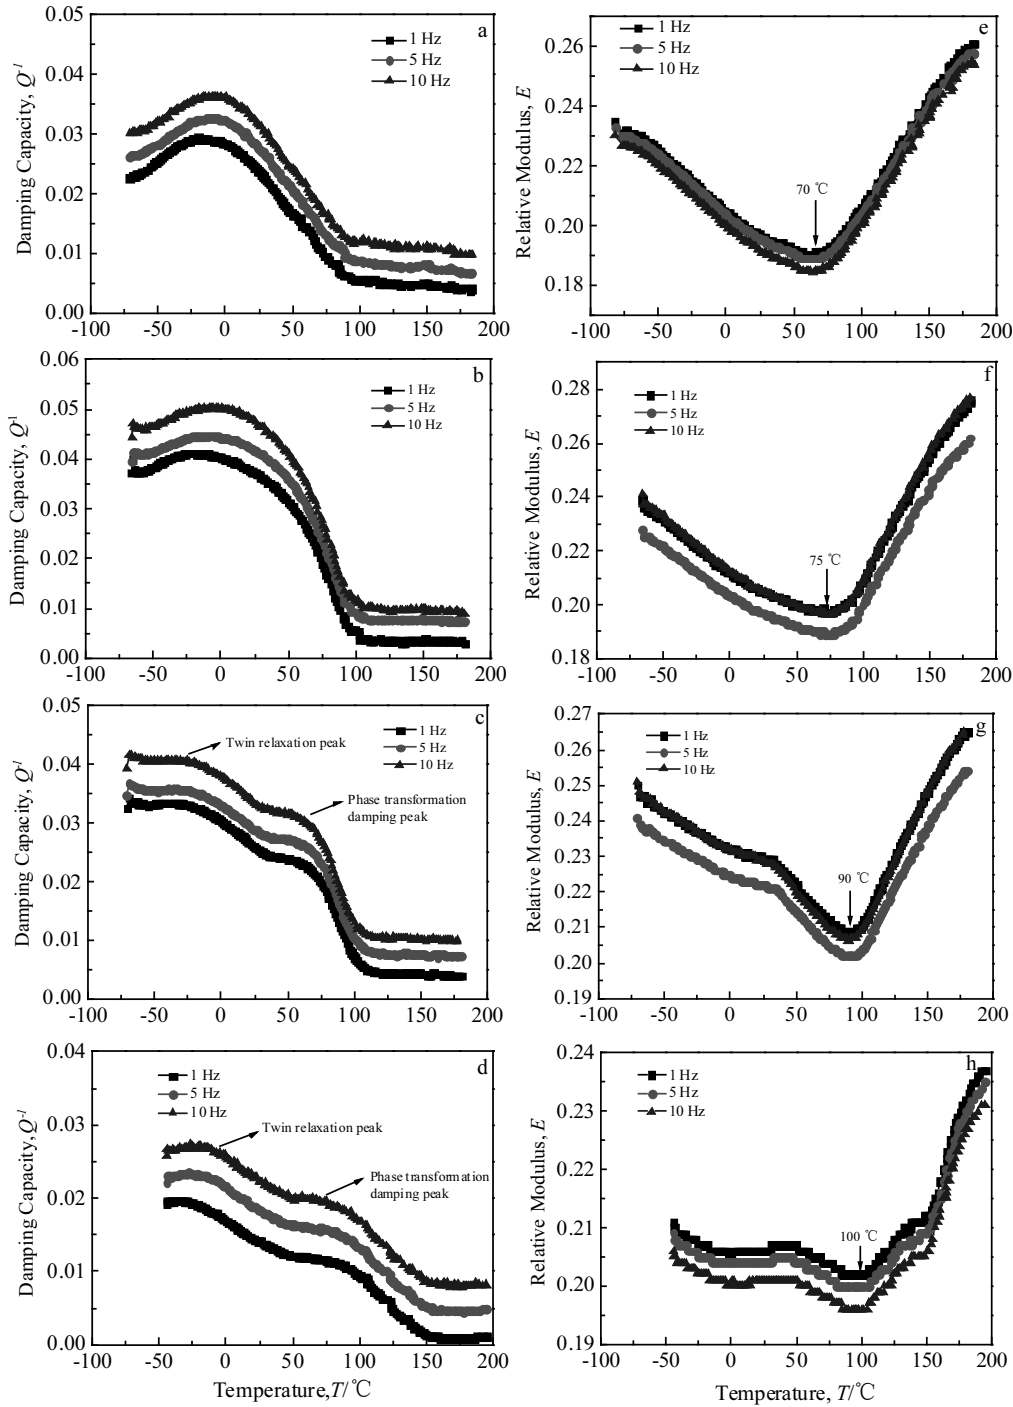 a
0.05
0.04
0.03
0.02
0.01
0.00
Damping Capacity, Q⁻¹
1 Hz
5 Hz
10 Hz
-100 -50 0 50 100 150 200
e
0.26
0.24
0.22
0.20
0.18
Relative Modulus, E
1 Hz
5 Hz
10 Hz
70 ℃
-100 -50 0 50 100 150 200
b
0.06
0.05
0.04
0.03
0.02
0.01
0.00
Damping Capacity, Q⁻¹
1 Hz
5 Hz
10 Hz
-100 -50 0 50 100 150 200
f
0.28
0.26
0.24
0.22
0.20
0.18
Relative Modulus, E
1 Hz
5 Hz
10 Hz
75 ℃
-100 -50 0 50 100 150 200
c
0.05
0.04
0.03
0.02
0.01
0.00
Damping Capacity, Q⁻¹
Twin relaxation peak
1 Hz
5 Hz
10 Hz
Phase transformation
damping peak
-100 -50 0 50 100 150 200
g
0.27
0.26
0.25
0.24
0.23
0.22
0.21
0.20
0.19
Relative Modulus, E
1 Hz
5 Hz
10 Hz
90 ℃
-100 -50 0 50 100 150 200
d
0.04
0.03
0.02
0.01
0.00
Damping Capacity, Q⁻¹
1 Hz
5 Hz
10 Hz
Twin relaxation peak
Phase transformation
damping peak
-100 -50 0 50 100 150 200
Temperature,T/℃
h
0.24
0.23
0.22
0.21
0.20
0.19
Relative Modulus, E
1 Hz
5 Hz
10 Hz
100 ℃
-100 -50 0 50 100 150 200
Temperature, T/℃